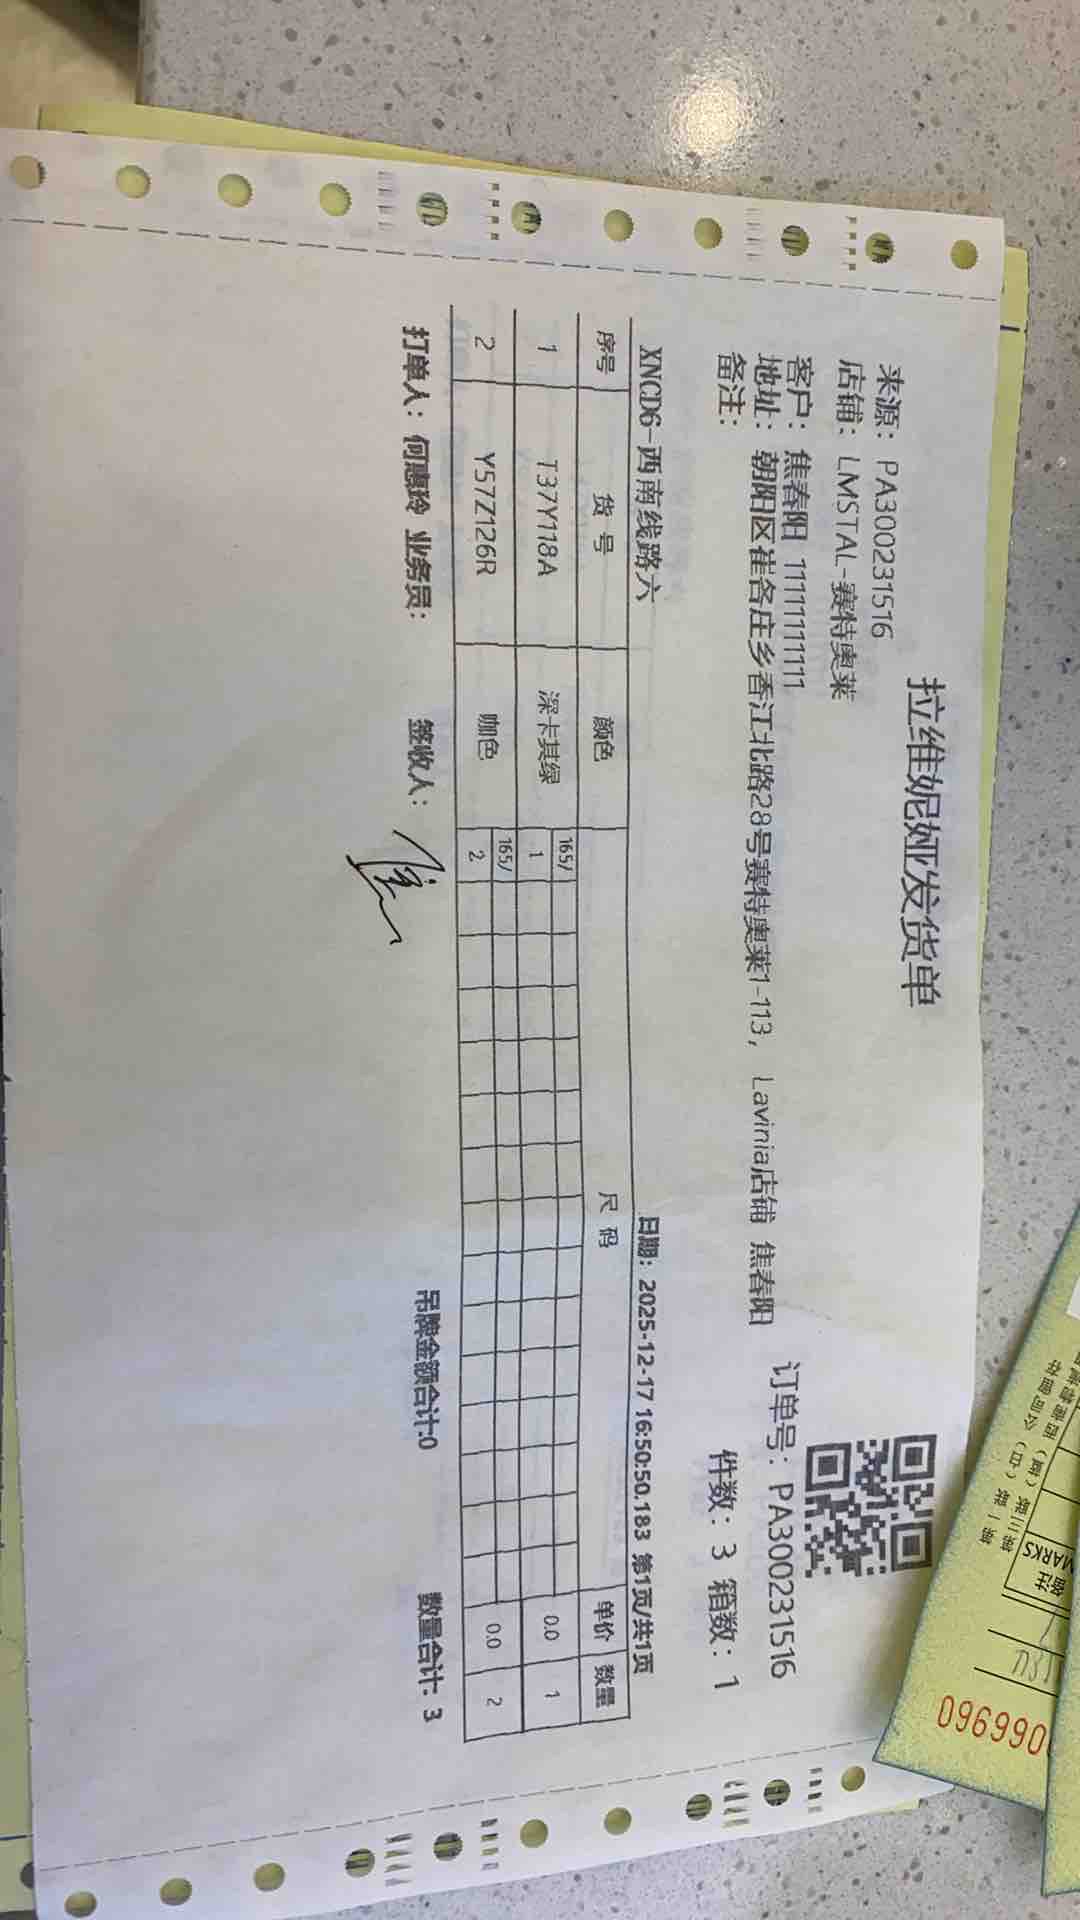 拉维妮娅发货单
来源：PA300231516
店铺：LMSTAL-赛特奥莱
客户：焦春阳 11111111111
订单号：PA300231516
地址：朝阳区崔各庄乡香江北路28号赛特奥莱1-113，Lavinia店铺 焦春阳
备注：
件数：3 箱数：1
XNCD6-西南线路六 日期：2025-12-17 16:50:50.183 第1页/共1页
序号 货号 颜色 尺码 单价 数量
165/
1 T37Y118A 深卡其绿 1 0.0 1
165/
2 Y57Z126R 咖色 2 0.0 2
打单人：何惠玲 业务员： 签收人： 吊牌金额合计:0 数量合计: 3
备注
MARKS
066960